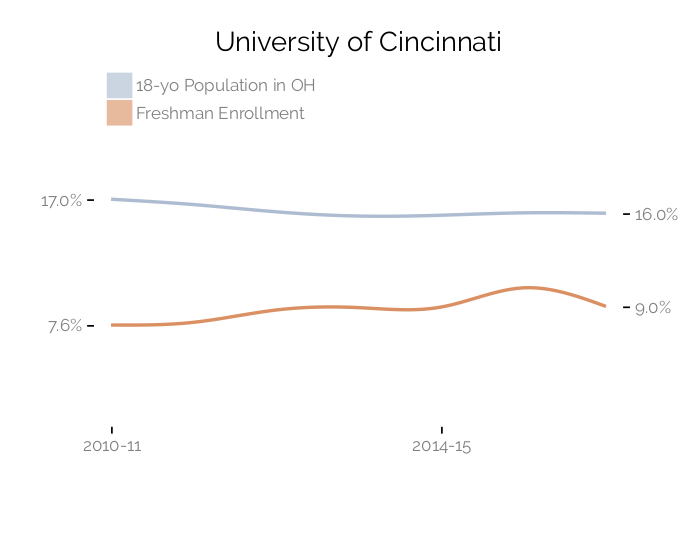 University of Cincinnati
18-yo Population in OH
Freshman Enrollment
17.0%
16.0%
7.6%
9.0%
2010-11
2014-15